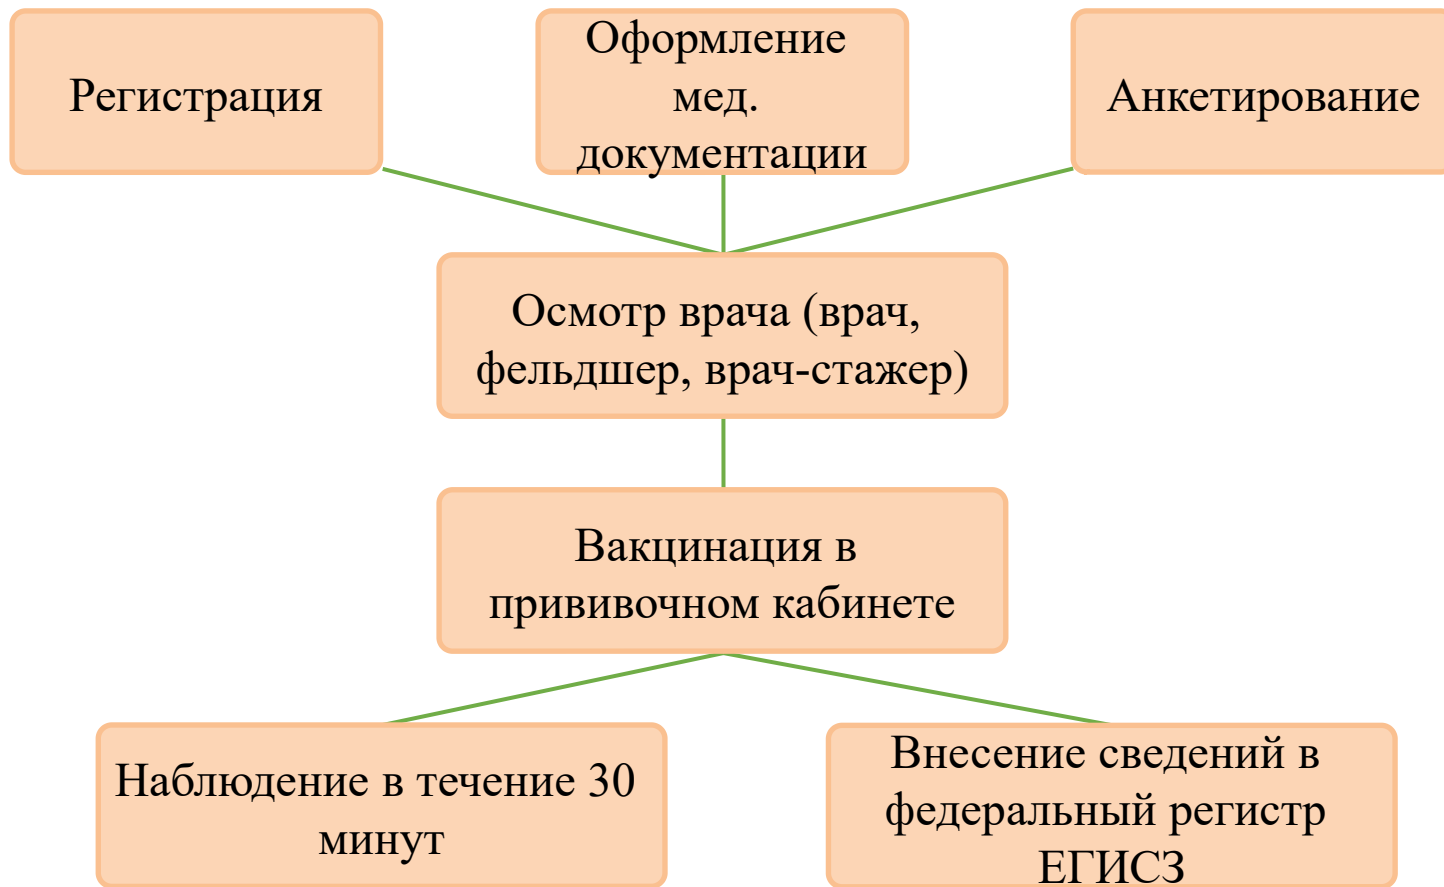 Регистрация
Оформление
мед.
документации
Анкетирование
Осмотр врача (врач,
фельдшер, врач-стажер)
Вакцинация в
прививочном кабинете
Наблюдение в течение 30
минут
Внесение сведений в
федеральный регистр
ЕГИСЗ